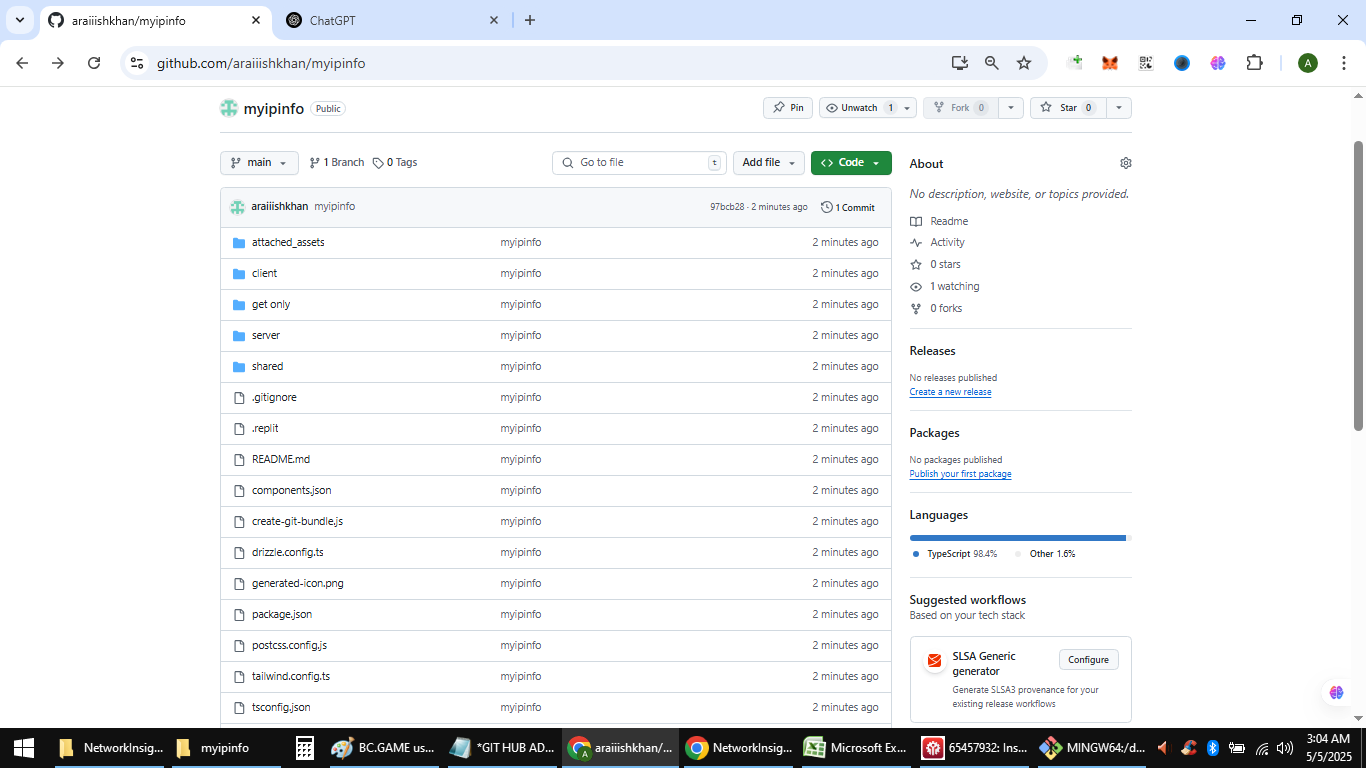 araiiishkhan/myipinfo
ChatGPT
github.com/araiiishkhan/myipinfo
A
myipinfo Public
Pin
Unwatch 1
Fork 0
Star 0
main
1 Branch
0 Tags
Go to file t
Add file
Code
About
No description, website, or topics provided.
araiiishkhan myipinfo
97bcb28 · 2 minutes ago
1 Commit
attached_assets myipinfo 2 minutes ago
client myipinfo 2 minutes ago
get only myipinfo 2 minutes ago
server myipinfo 2 minutes ago
shared myipinfo 2 minutes ago
.gitignore myipinfo 2 minutes ago
.replit myipinfo 2 minutes ago
README.md myipinfo 2 minutes ago
components.json myipinfo 2 minutes ago
create-git-bundle.js myipinfo 2 minutes ago
drizzle.config.ts myipinfo 2 minutes ago
generated-icon.png myipinfo 2 minutes ago
package.json myipinfo 2 minutes ago
postcss.config.js myipinfo 2 minutes ago
tailwind.config.ts myipinfo 2 minutes ago
tsconfig.json myipinfo 2 minutes ago
Readme
Activity
0 stars
1 watching
0 forks
Releases
No releases published
Create a new release
Packages
No packages published
Publish your first package
Languages
TypeScript 98.4% Other 1.6%
Suggested workflows
Based on your tech stack
SLSA Generic
generator
Configure
Generate SLSA3 provenance for your
existing release workflows
NetworkInsig...
myipinfo
BC.GAME us...
*GIT HUB AD...
araiiishkhan/...
NetworkInsig...
Microsoft Ex...
65457932: Ins...
MINGW64:/d...
3:04 AM
5/5/2025